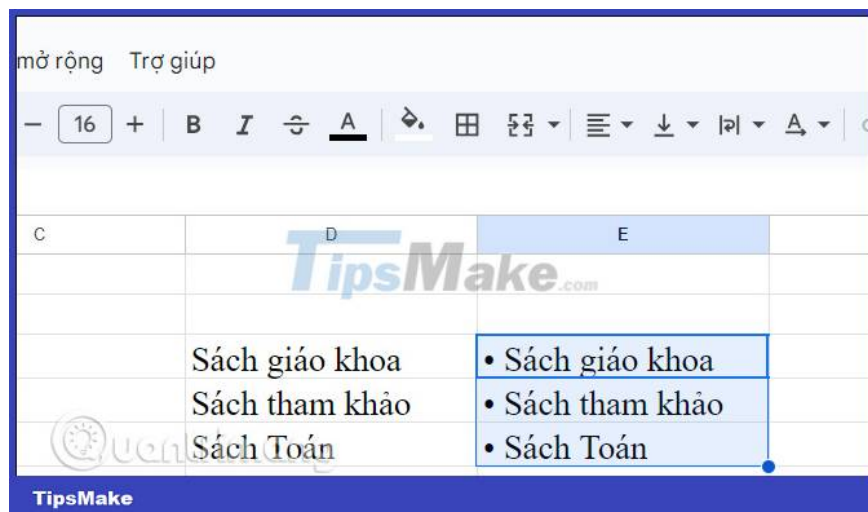 mở rộng Trợ giúp
− 16 + B I S A A
C D E
TipsMake.com
Sách giáo khoa • Sách giáo khoa
Sách tham khảo • Sách tham khảo
Quantrimang
Sách Toán • Sách Toán
TipsMake